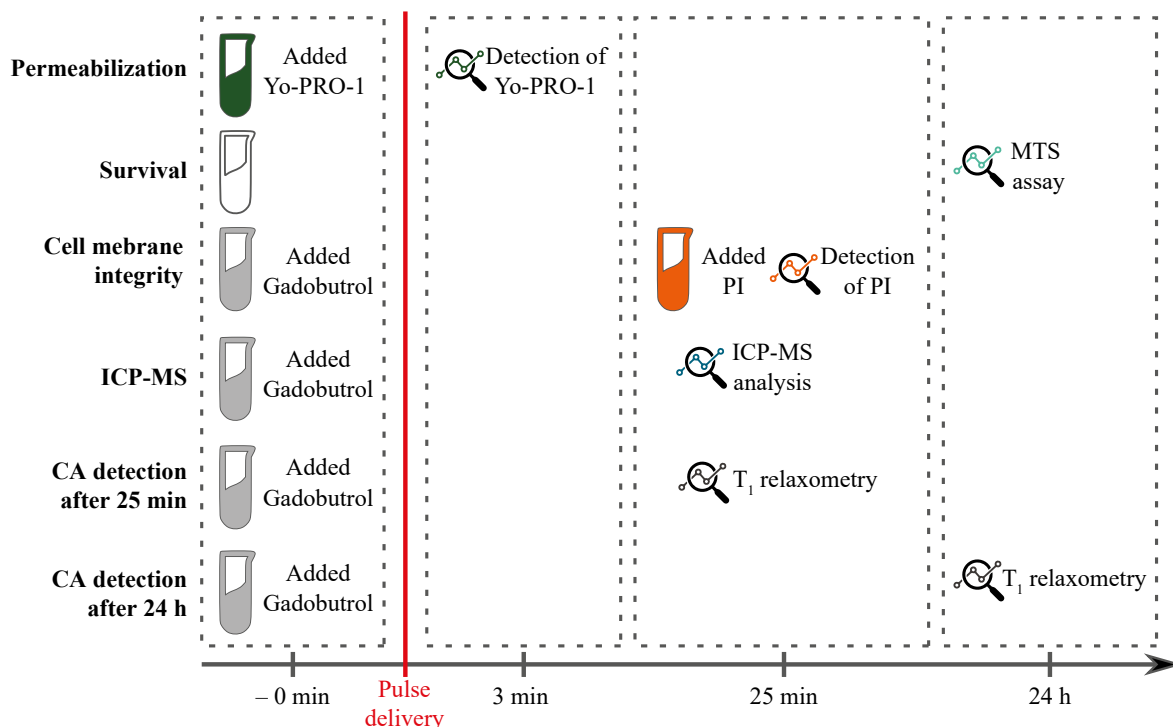 Permeabilization
Added
Yo-PRO-1
Detection of
Yo-PRO-1
Survival
MTS
assay
Cell mebrane
integrity
Added
Gadobutrol
Added
PI
Detection
of PI
ICP-MS
Added
Gadobutrol
ICP-MS
analysis
CA detection
after 25 min
Added
Gadobutrol
T₁ relaxometry
CA detection
after 24 h
Added
Gadobutrol
T₁ relaxometry
– 0 min
Pulse
delivery
3 min
25 min
24 h